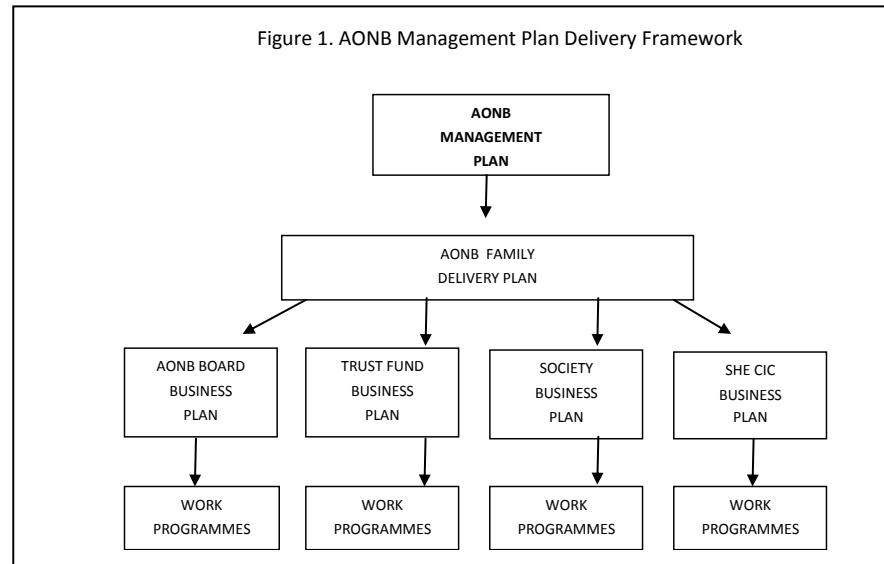 Figure 1. AONB Management Plan Delivery Framework
AONB
MANAGEMENT
PLAN
AONB FAMILY
DELIVERY PLAN
AONB BOARD
BUSINESS
PLAN
TRUST FUND
BUSINESS
PLAN
SOCIETY
BUSINESS
PLAN
SHE CIC
BUSINESS
PLAN
WORK
PROGRAMMES
WORK
PROGRAMMES
WORK
PROGRAMMES
WORK
PROGRAMMES